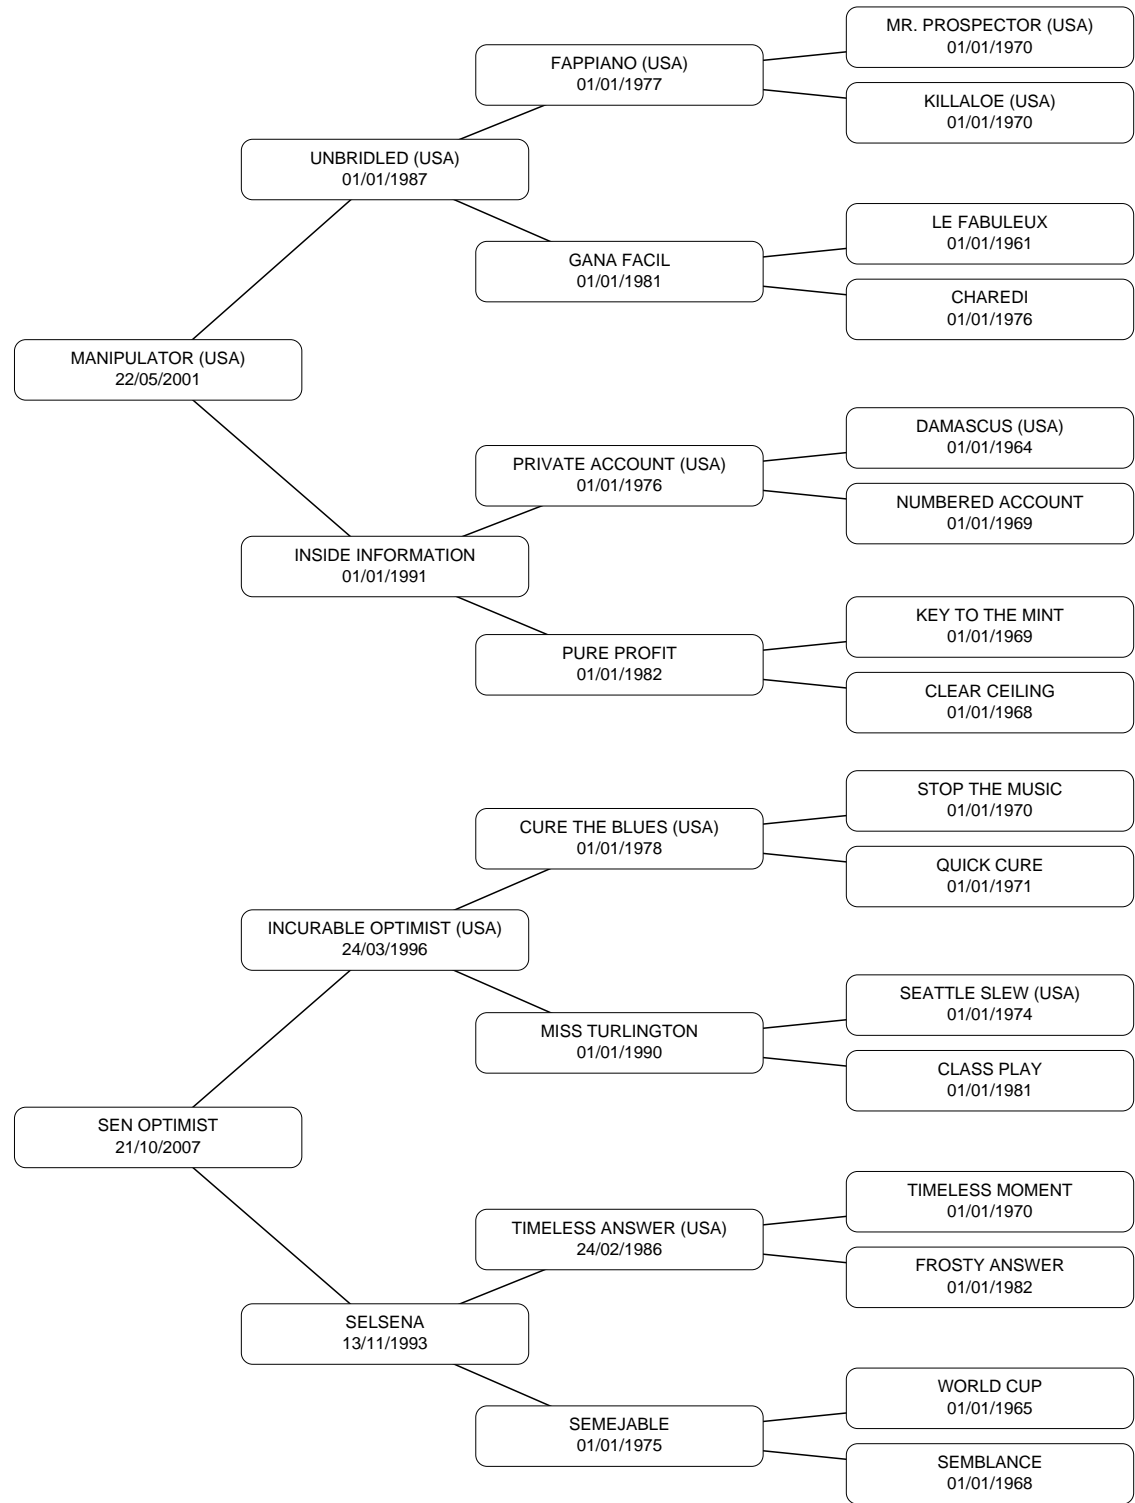 MR. PROSPECTOR (USA)
01/01/1970
FAPPIANO (USA)
01/01/1977
KILLALOE (USA)
01/01/1970
UNBRIDLED (USA)
01/01/1987
LE FABULEUX
01/01/1961
GANA FACIL
01/01/1981
CHAREDI
01/01/1976
MANIPULATOR (USA)
22/05/2001
DAMASCUS (USA)
01/01/1964
PRIVATE ACCOUNT (USA)
01/01/1976
NUMBERED ACCOUNT
01/01/1969
INSIDE INFORMATION
01/01/1991
KEY TO THE MINT
01/01/1969
PURE PROFIT
01/01/1982
CLEAR CEILING
01/01/1968
STOP THE MUSIC
01/01/1970
CURE THE BLUES (USA)
01/01/1978
QUICK CURE
01/01/1971
INCURABLE OPTIMIST (USA)
24/03/1996
SEATTLE SLEW (USA)
01/01/1974
MISS TURLINGTON
01/01/1990
CLASS PLAY
01/01/1981
SEN OPTIMIST
21/10/2007
TIMELESS MOMENT
01/01/1970
TIMELESS ANSWER (USA)
24/02/1986
FROSTY ANSWER
01/01/1982
SELSENA
13/11/1993
WORLD CUP
01/01/1965
SEMEJABLE
01/01/1975
SEMBLANCE
01/01/1968